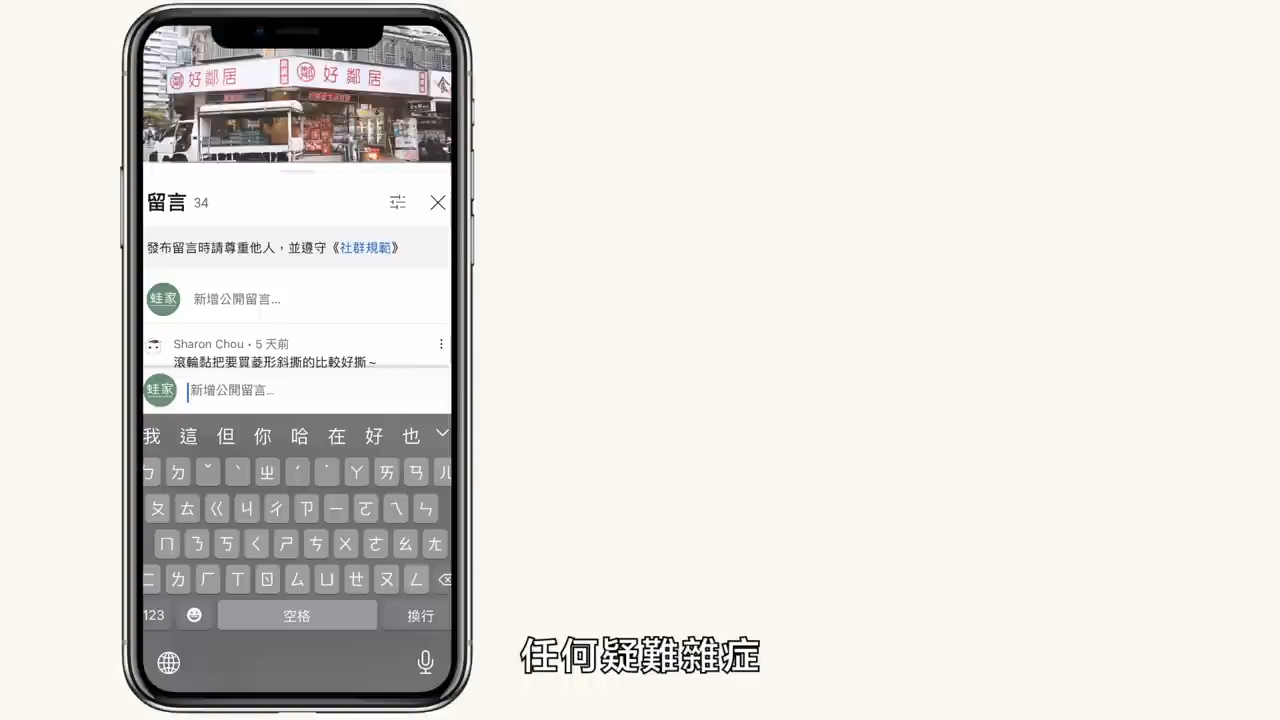 好鄰居
好鄰居
食
留言 34
發布留言時請尊重他人，並遵守《社群規範》
蛙家
新增公開留言...
Sharon Chou • 5 天前
滾輪黏把要買菱形斜撕的比較好撕~
蛙家
新增公開留言...
我 這 但 你 哈 在 好 也
ㄅ ㄉ ˇ ˋ ㄓ ˊ ˙ ㄚ ㄞ ㄢ ㄦ
ㄆ ㄊ ㄍ ㄐ ㄔ ㄗ ㄧ ㄛ ㄟ ㄣ
ㄇ ㄋ ㄎ ㄑ ㄕ ㄘ ㄨ ㄜ ㄠ ㄤ
ㄈ ㄌ ㄏ ㄒ ㄖ ㄙ ㄩ ㄝ ㄡ ㄥ
123 空格 換行
任何疑難雜症